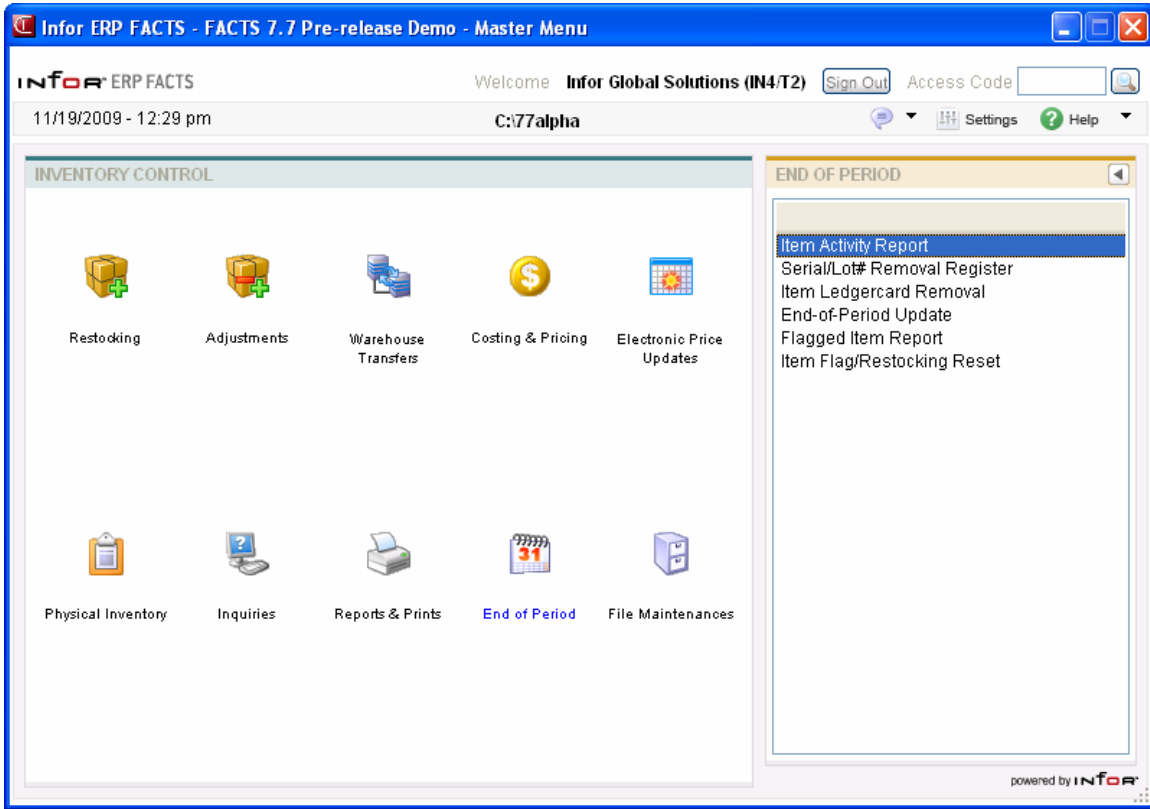 Infor ERP FACTS - FACTS 7.7 Pre-release Demo - Master Menu
infor ERP FACTS
Welcome Infor Global Solutions (IN4/T2) Sign Out Access Code
11/19/2009 - 12:29 pm C:\77alpha Settings Help
INVENTORY CONTROL
Restocking
Adjustments
Warehouse
Transfers
Costing & Pricing
Electronic Price
Updates
Physical Inventory
Inquiries
Reports & Prints
31
End of Period
File Maintenances
END OF PERIOD
Item Activity Report
Serial/Lot# Removal Register
Item Ledgercard Removal
End-of-Period Update
Flagged Item Report
Item Flag/Restocking Reset
powered by infor